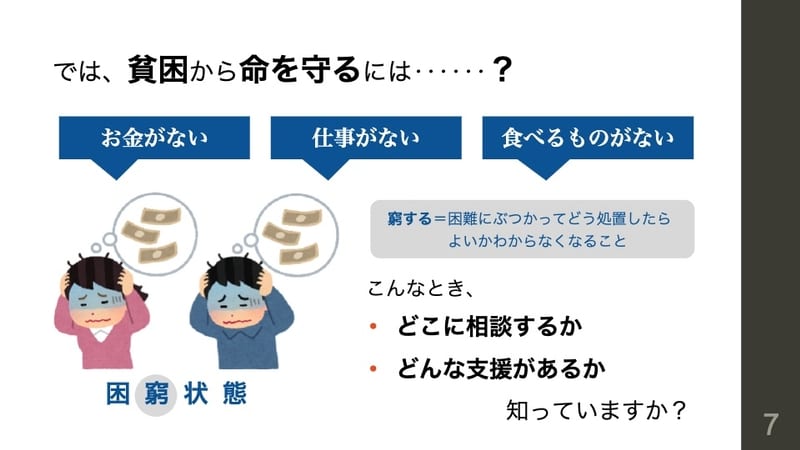 では、貧困から命を守るには‥‥‥？
お金がない
仕事がない
食べるものがない
窮する＝困難にぶつかってどう処置したら
よいかわからなくなること
こんなとき、
• どこに相談するか
• どんな支援があるか
知っていますか？
困窮状態
7